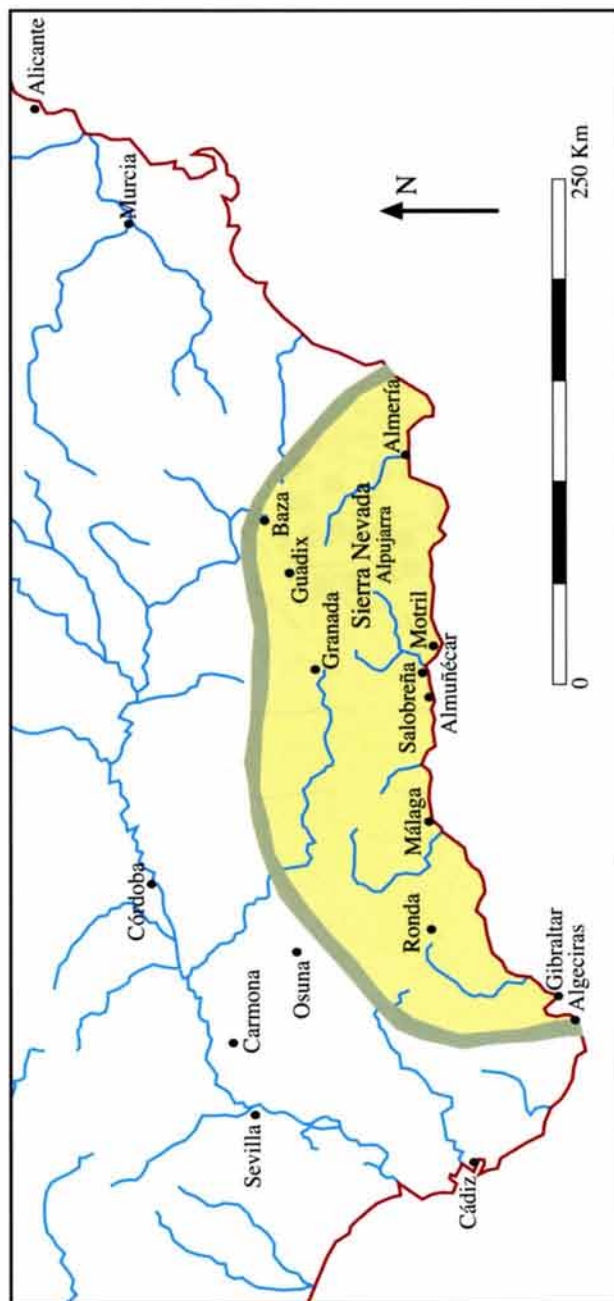 Alicante
Murcia
Córdoba
Carmona
Sevilla
Osuna
Baza
Guadix
Granada
Sierra Nevada
Alpujarra
Almería
Motril
Salobreña
Almuñécar
Málaga
Ronda
Gibraltar
Algeciras
Cádiz
N
0
250 Km